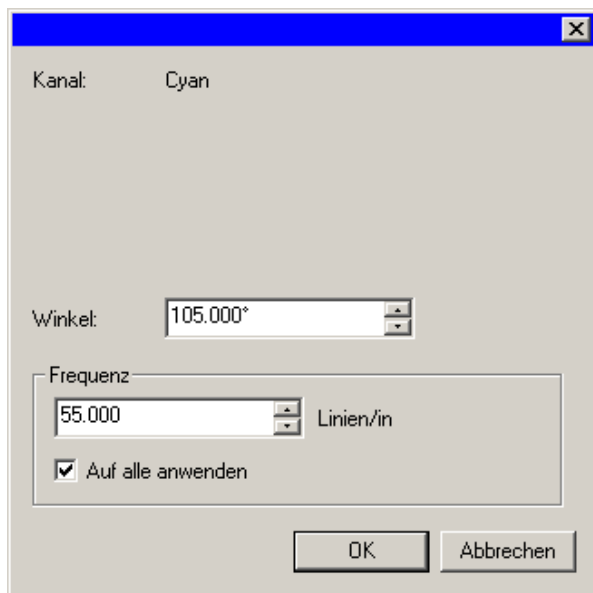 Kanal: Cyan
Winkel: 105.000°
Frequenz
55.000 Linien/in
Auf alle anwenden
OK Abbrechen